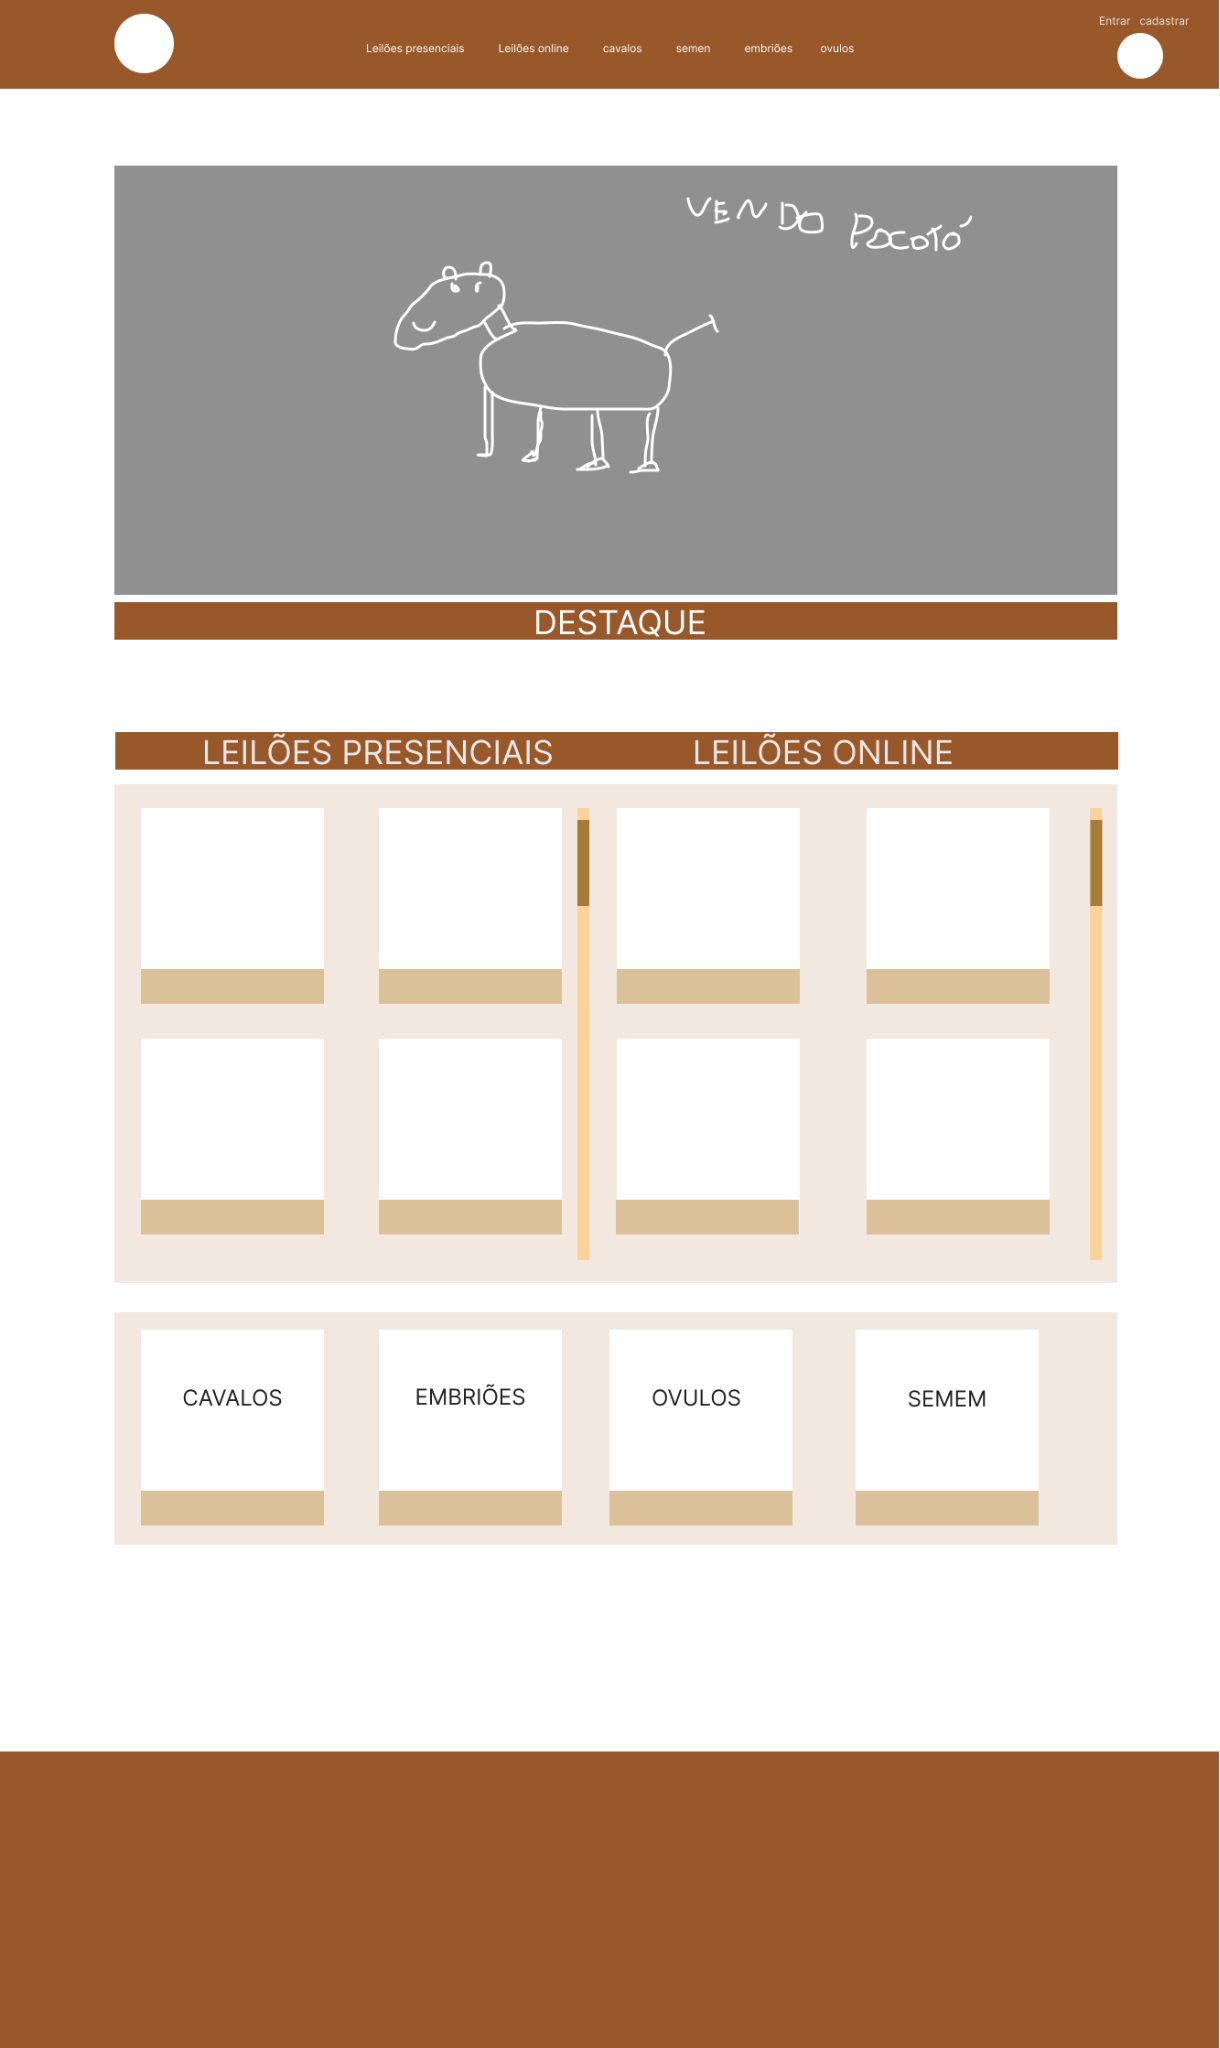 Entrar cadastrar
Leilões presenciais Leilões online cavalos semen embriões ovulos
VENDO POCOTÓ
DESTAQUE
LEILÕES PRESENCIAIS LEILÕES ONLINE
CAVALOS EMBRIÕES OVULOS SEMEM